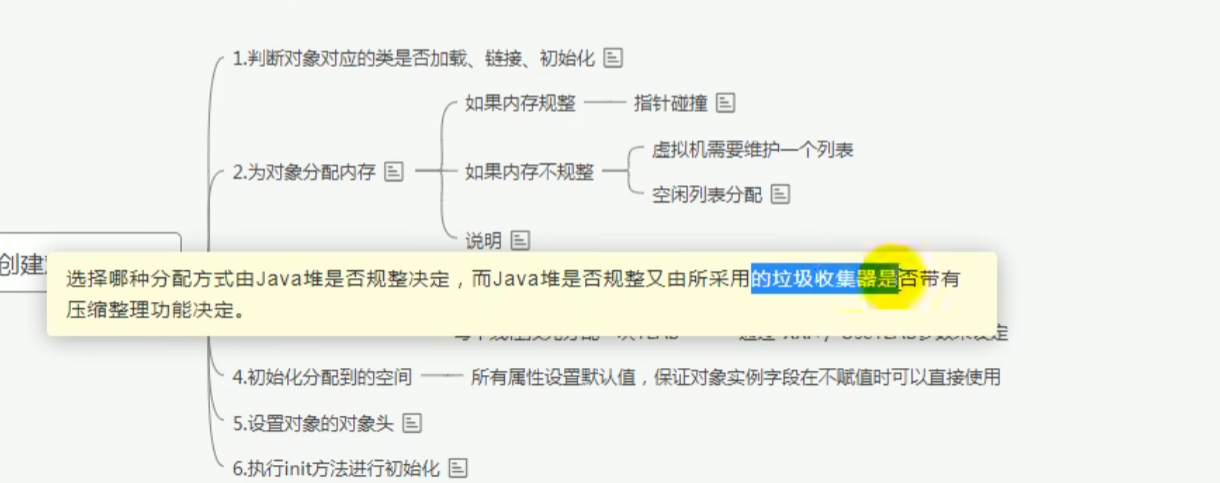 1.判断对象对应的类是否加载、链接、初始化
如果内存规整
指针碰撞
2.为对象分配内存
如果内存不规整
虚拟机需要维护一个列表
空闲列表分配
说明
创建
选择哪种分配方式由Java堆是否规整决定，而Java堆是否规整又由所采用的垃圾收集器是否带有
压缩整理功能决定。
4.初始化分配到的空间
所有属性设置默认值，保证对象实例字段在不赋值时可以直接使用
5.设置对象的对象头
6.执行init方法进行初始化